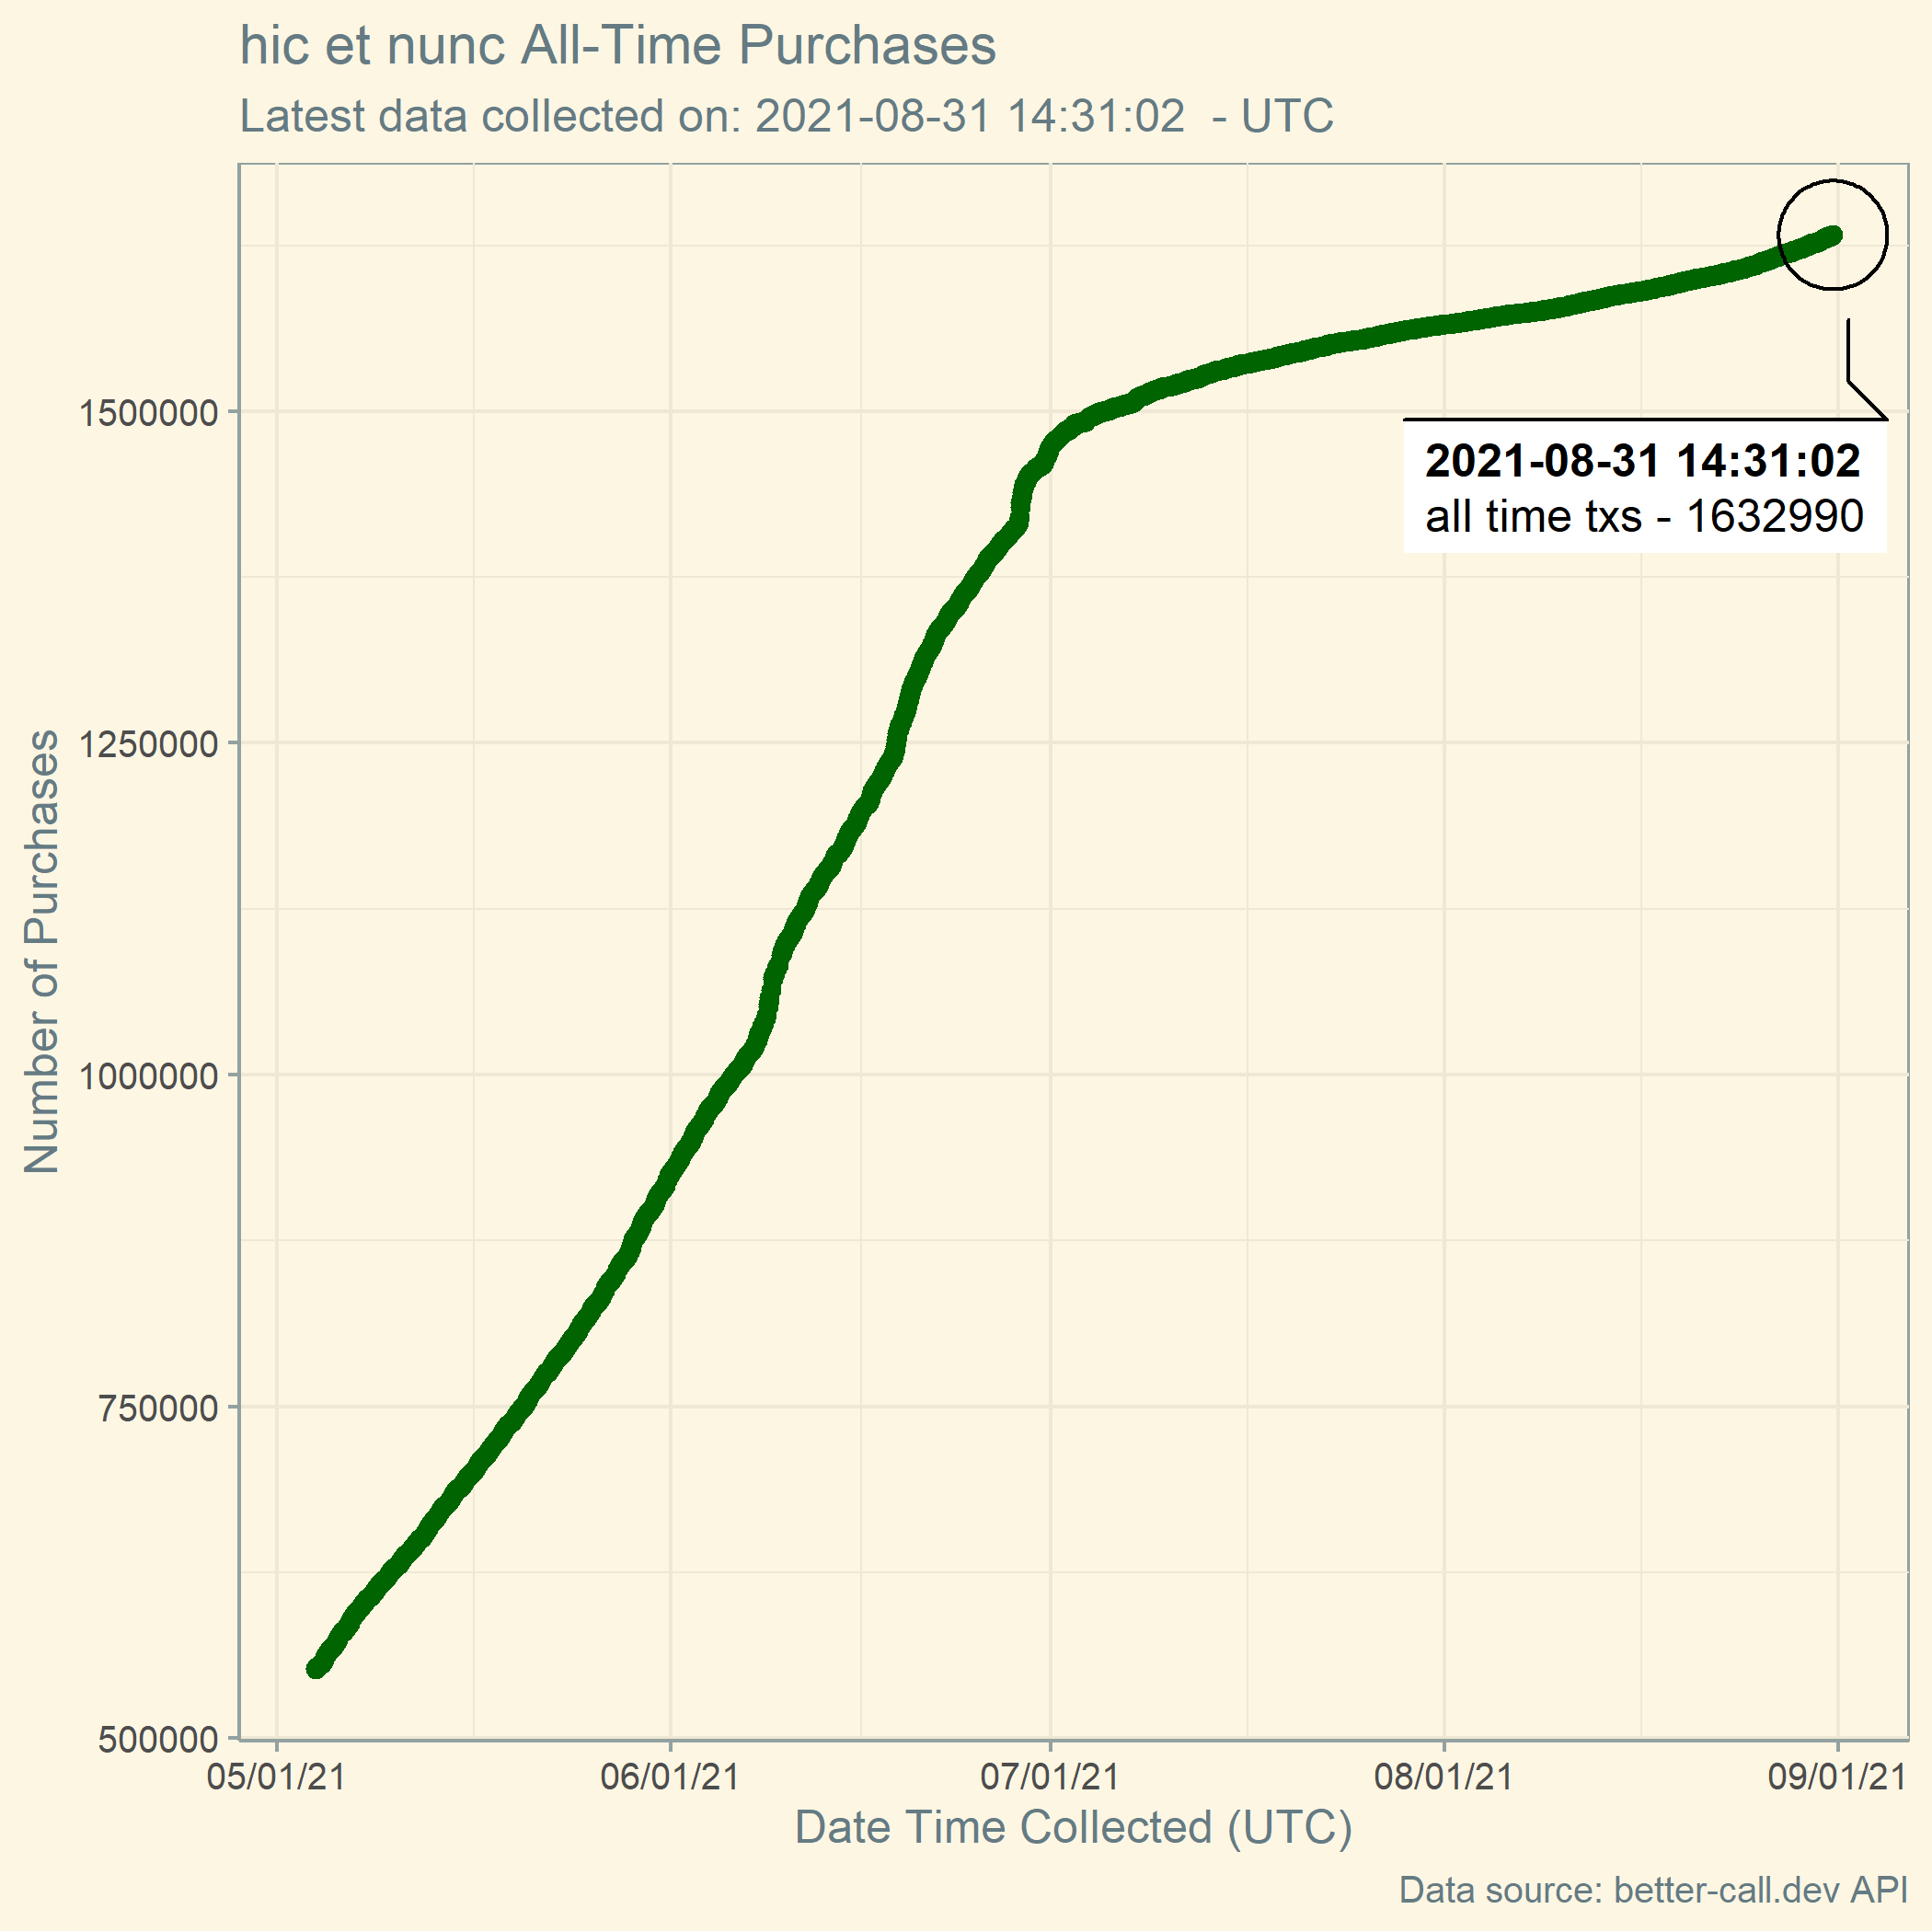 hic et nunc All-Time Purchases
Latest data collected on: 2021-08-31 14:31:02  - UTC
Number of Purchases
1500000
1250000
1000000
750000
500000
2021-08-31 14:31:02
all time txs - 1632990
05/01/21
06/01/21
07/01/21
08/01/21
09/01/21
Date Time Collected (UTC)
Data source: better-call.dev API